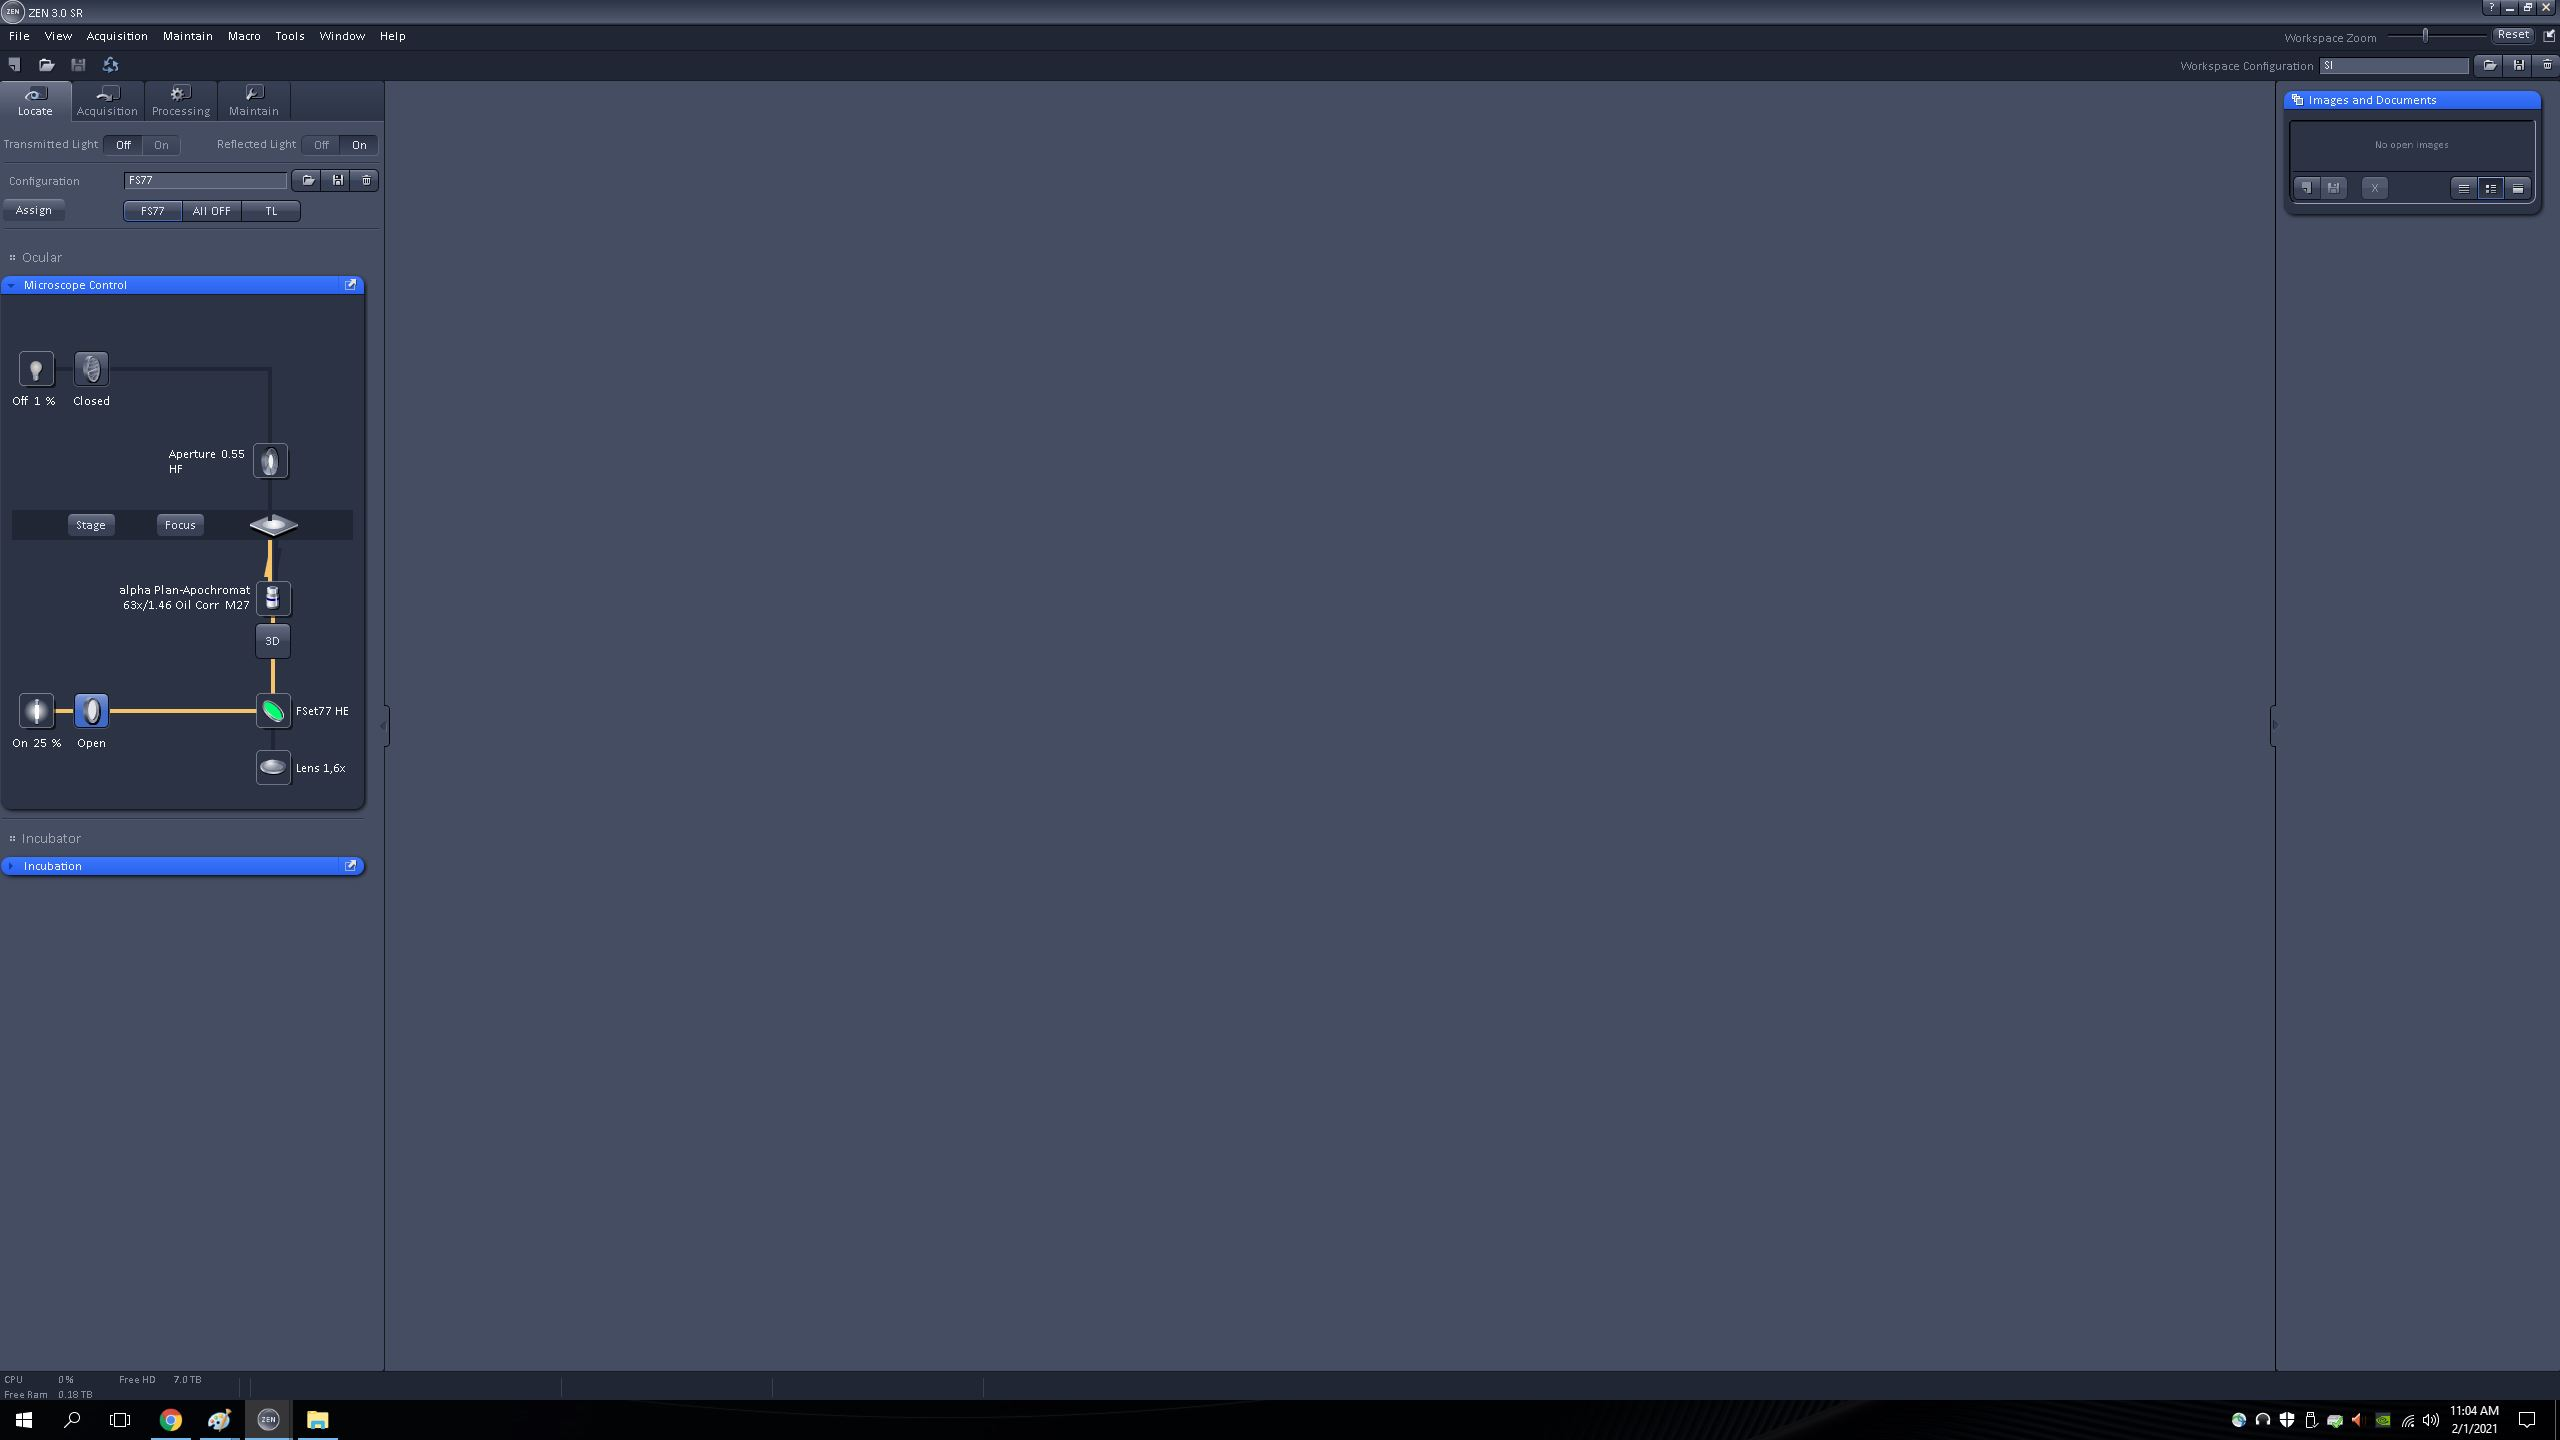 ZEN ZEN 3.0 SR
File View Acquisition Maintain Macro Tools Window Help
Workspace Zoom Reset
Workspace Configuration SI
Locate Acquisition Processing Maintain
Transmitted Light Off On Reflected Light Off On
Configuration FS77
Assign FS77 All OFF TL
Ocular
Microscope Control
Off 1 % Closed
Aperture 0.55
HF
Stage Focus
alpha Plan-Apochromat
63x/1.46 Oil Corr M27
3D
FSet77 HE
On 25 % Open
Lens 1,6x
Incubator
Incubation
Images and Documents
No open images
X
CPU 0% Free HD 7.0 TB
Free Ram 0.18 TB
ZEN
11:04 AM
2/1/2021